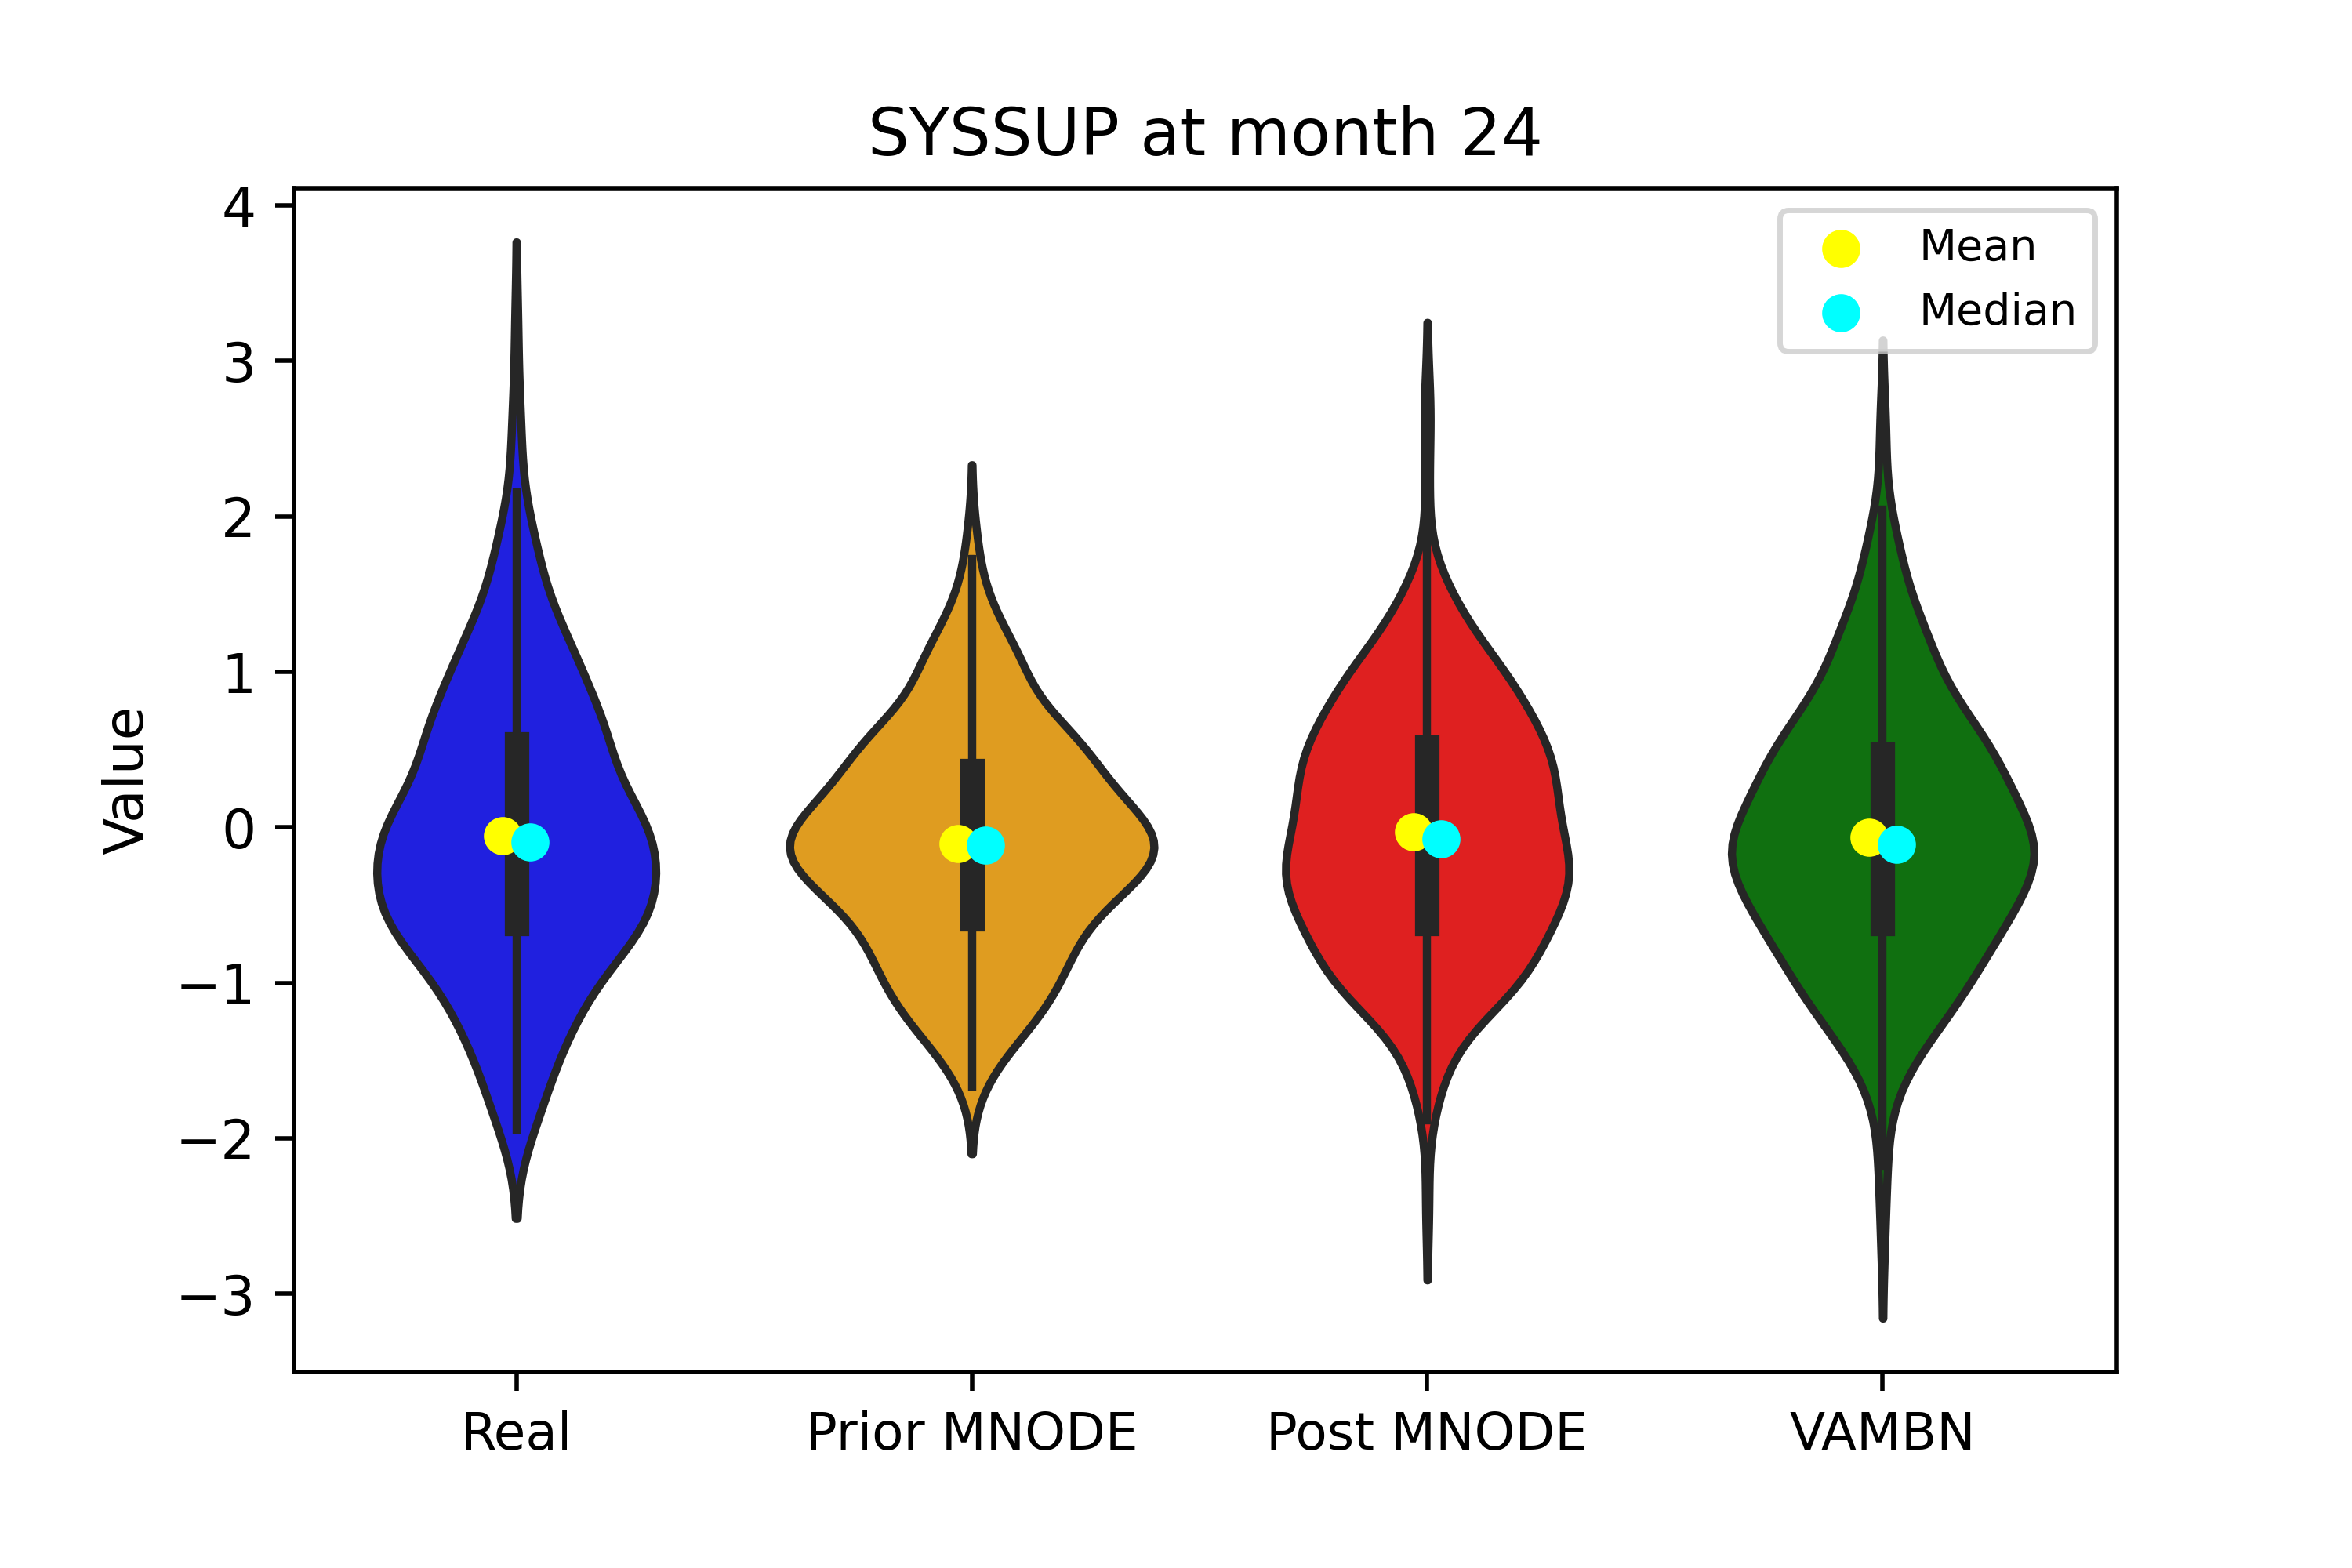 SYSSUP at month 24
Mean
Median
Value
4
3
2
1
0
−1
−2
−3
Real
Prior MNODE
Post MNODE
VAMBN